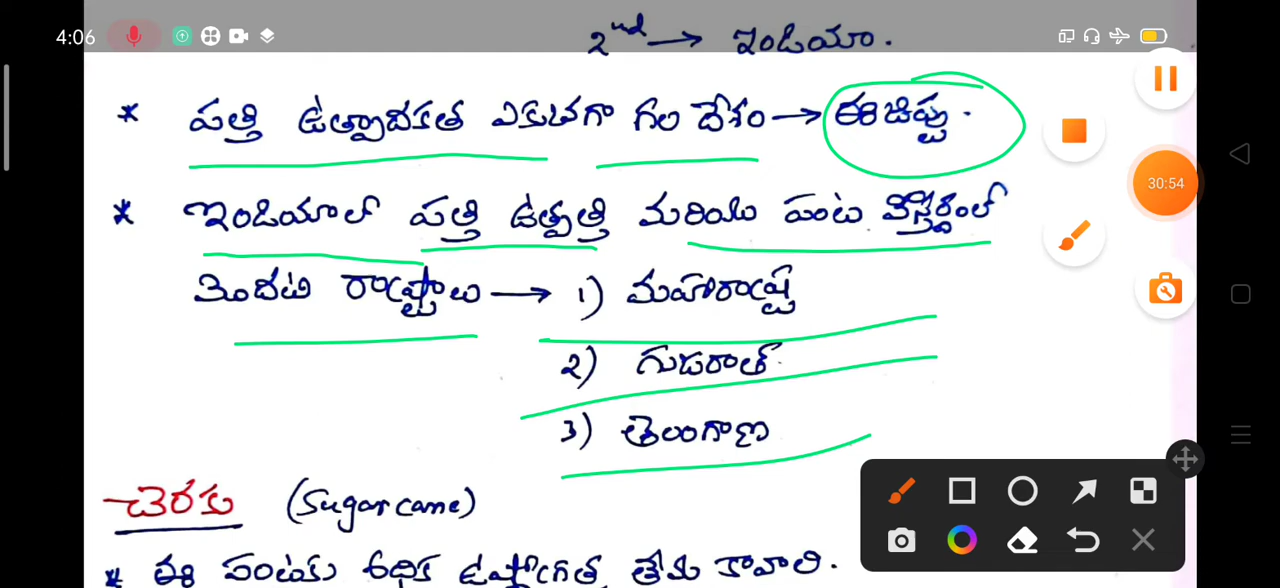 4:06
2nd → ఇండియా.
* పత్తి ఉత్పాదకత ఎకువగా గల దేశం → ఈజిప్టు.
30:54
* ఇండియాలో పత్తి ఉత్పత్తి మరియు పంట విస్తీర్ణంలో
మొదటి రాష్ట్రాలు → 1) మహారాష్ట్ర
2) గుజరాత్.
3) తెలంగాణ
చెరకు (Sugarcane)
* ఈ పంటకు అధిక ఉష్ణోగ్రత, తేమ కావాలి.